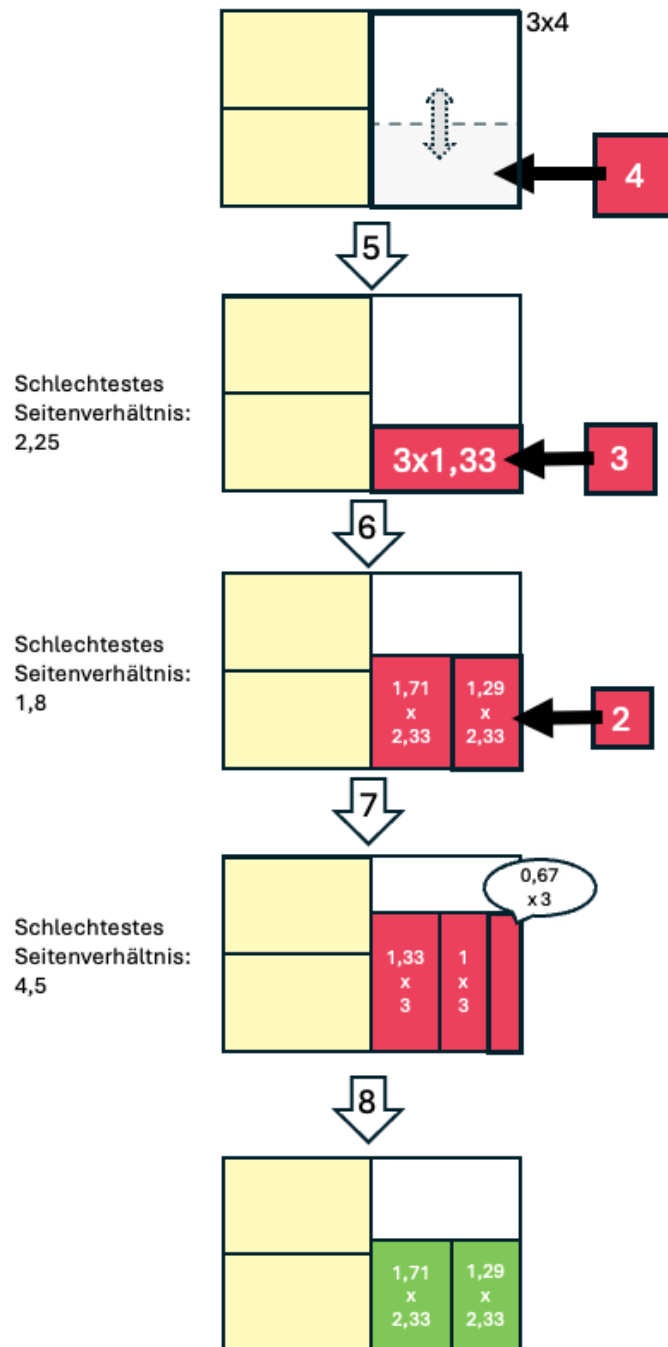 3x4
4
5
Schlechtestes
Seitenverhältnis:
2,25
3x1,33
3
6
Schlechtestes
Seitenverhältnis:
1,8
1,71
x
2,33
1,29
x
2,33
2
7
Schlechtestes
Seitenverhältnis:
4,5
1,33
x
3
1
x
3
0,67
x 3
8
1,71
x
2,33
1,29
x
2,33